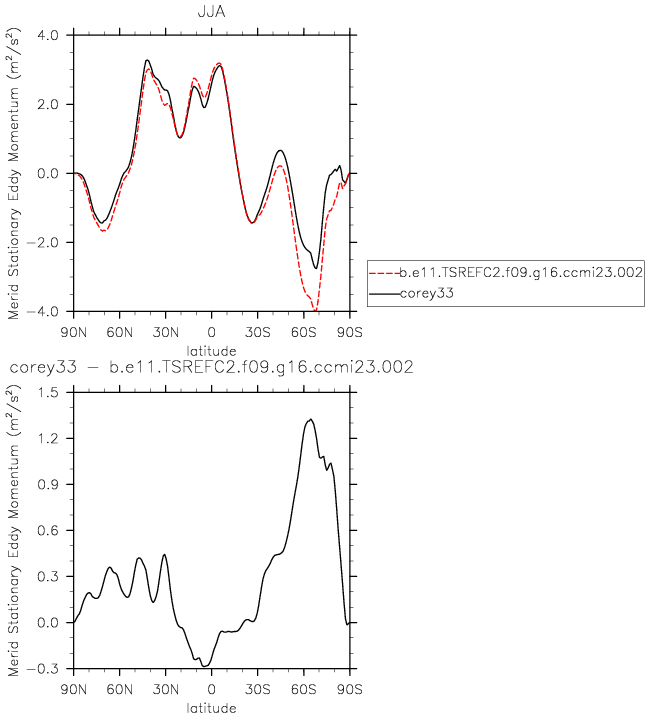 JJA
Merid Stationary Eddy Momentum (m²/s²)
4.0
2.0
0.0
−2.0
−4.0
90N 60N 30N 0 30S 60S 90S
latitude
b.e11.TSREFC2.f09.g16.ccmi23.002
corey33
corey33 − b.e11.TSREFC2.f09.g16.ccmi23.002
Merid Stationary Eddy Momentum (m²/s²)
1.5
1.2
0.9
0.6
0.3
0.0
−0.3
90N 60N 30N 0 30S 60S 90S
latitude